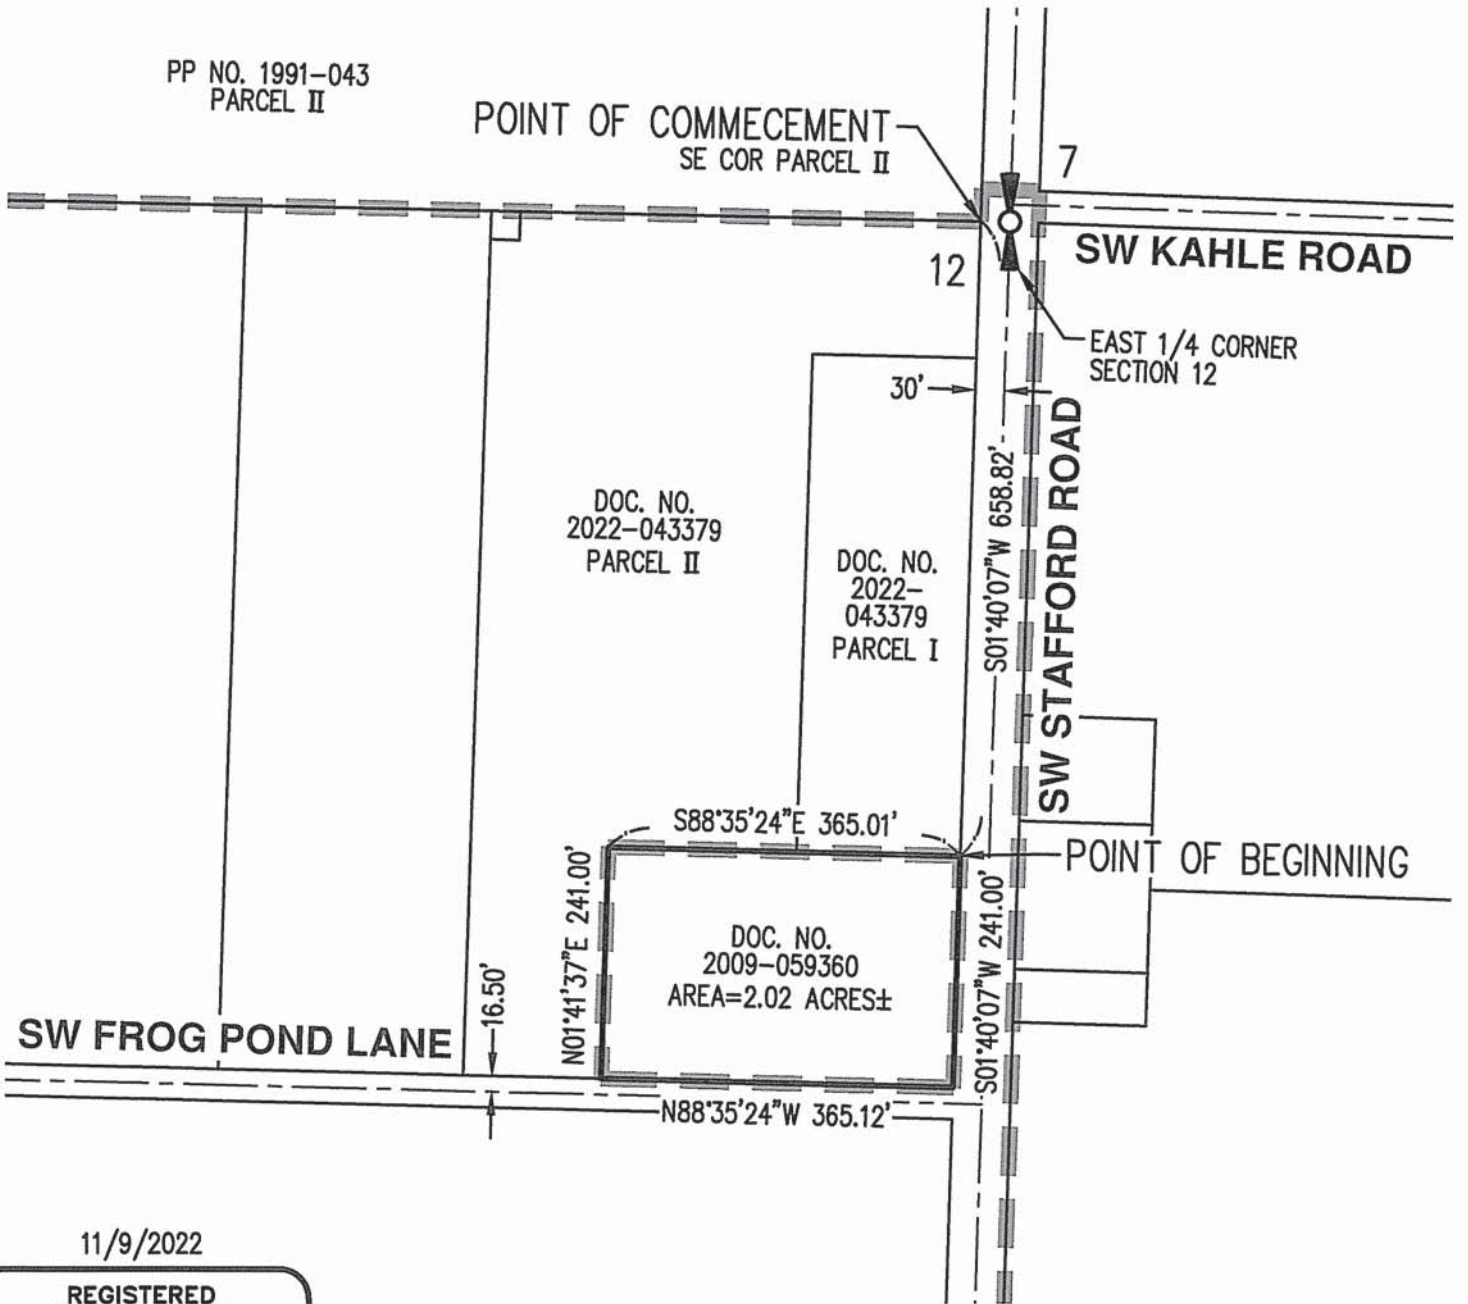 PP NO. 1991-043
PARCEL II
POINT OF COMMECEMENT
SE COR PARCEL II
7
12
SW KAHLE ROAD
EAST 1/4 CORNER
SECTION 12
30'
S01°40'07"W 658.82'
SW STAFFORD ROAD
DOC. NO.
2022-043379
PARCEL II
DOC. NO.
2022-
043379
PARCEL I
S88°35'24"E 365.01'
POINT OF BEGINNING
N01°41'37"E 241.00'
DOC. NO.
2009-059360
AREA=2.02 ACRES±
S01°40'07"W 241.00'
16.50'
SW FROG POND LANE
N88°35'24"W 365.12'
11/9/2022
REGISTERED